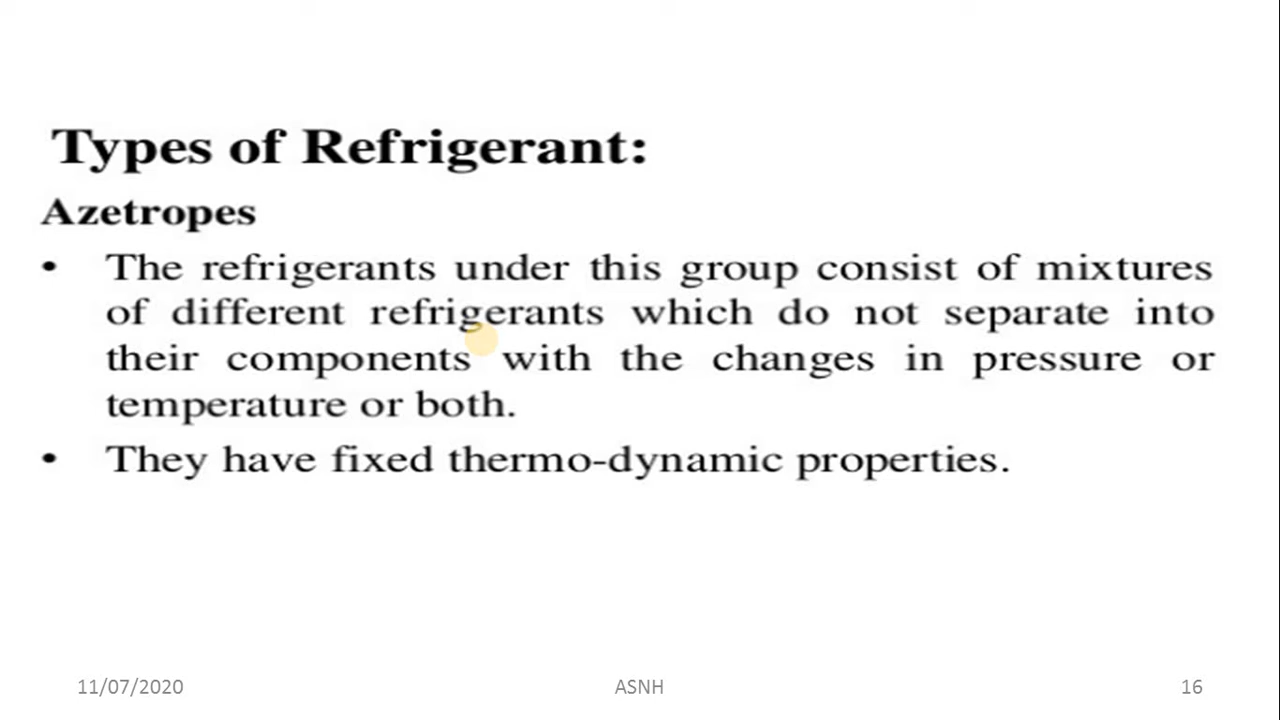 Types of Refrigerant:
Azetropes
• The refrigerants under this group consist of mixtures
of different refrigerants which do not separate into
their components with the changes in pressure or
temperature or both.
• They have fixed thermo-dynamic properties.
11/07/2020 ASNH 16